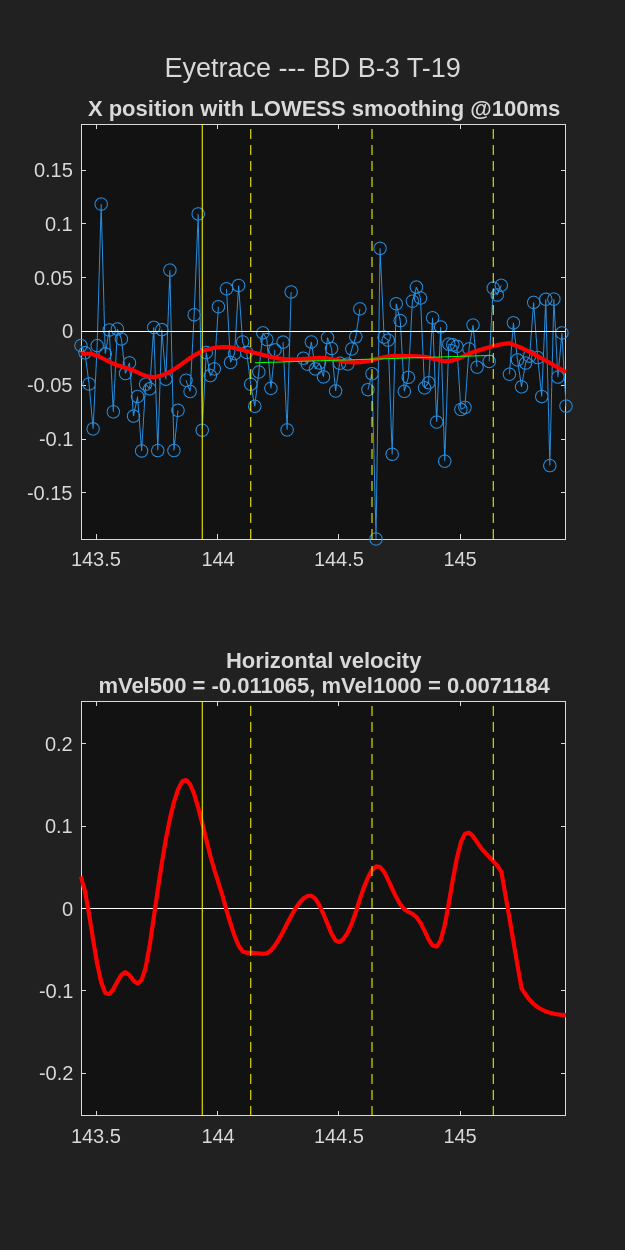 Eyetrace --- BD B-3 T-19
X position with LOWESS smoothing @100ms
0.15
0.1
0.05
0
-0.05
-0.1
-0.15
143.5 144 144.5 145
Horizontal velocity
mVel500 = -0.011065, mVel1000 = 0.0071184
0.2
0.1
0
-0.1
-0.2
143.5 144 144.5 145